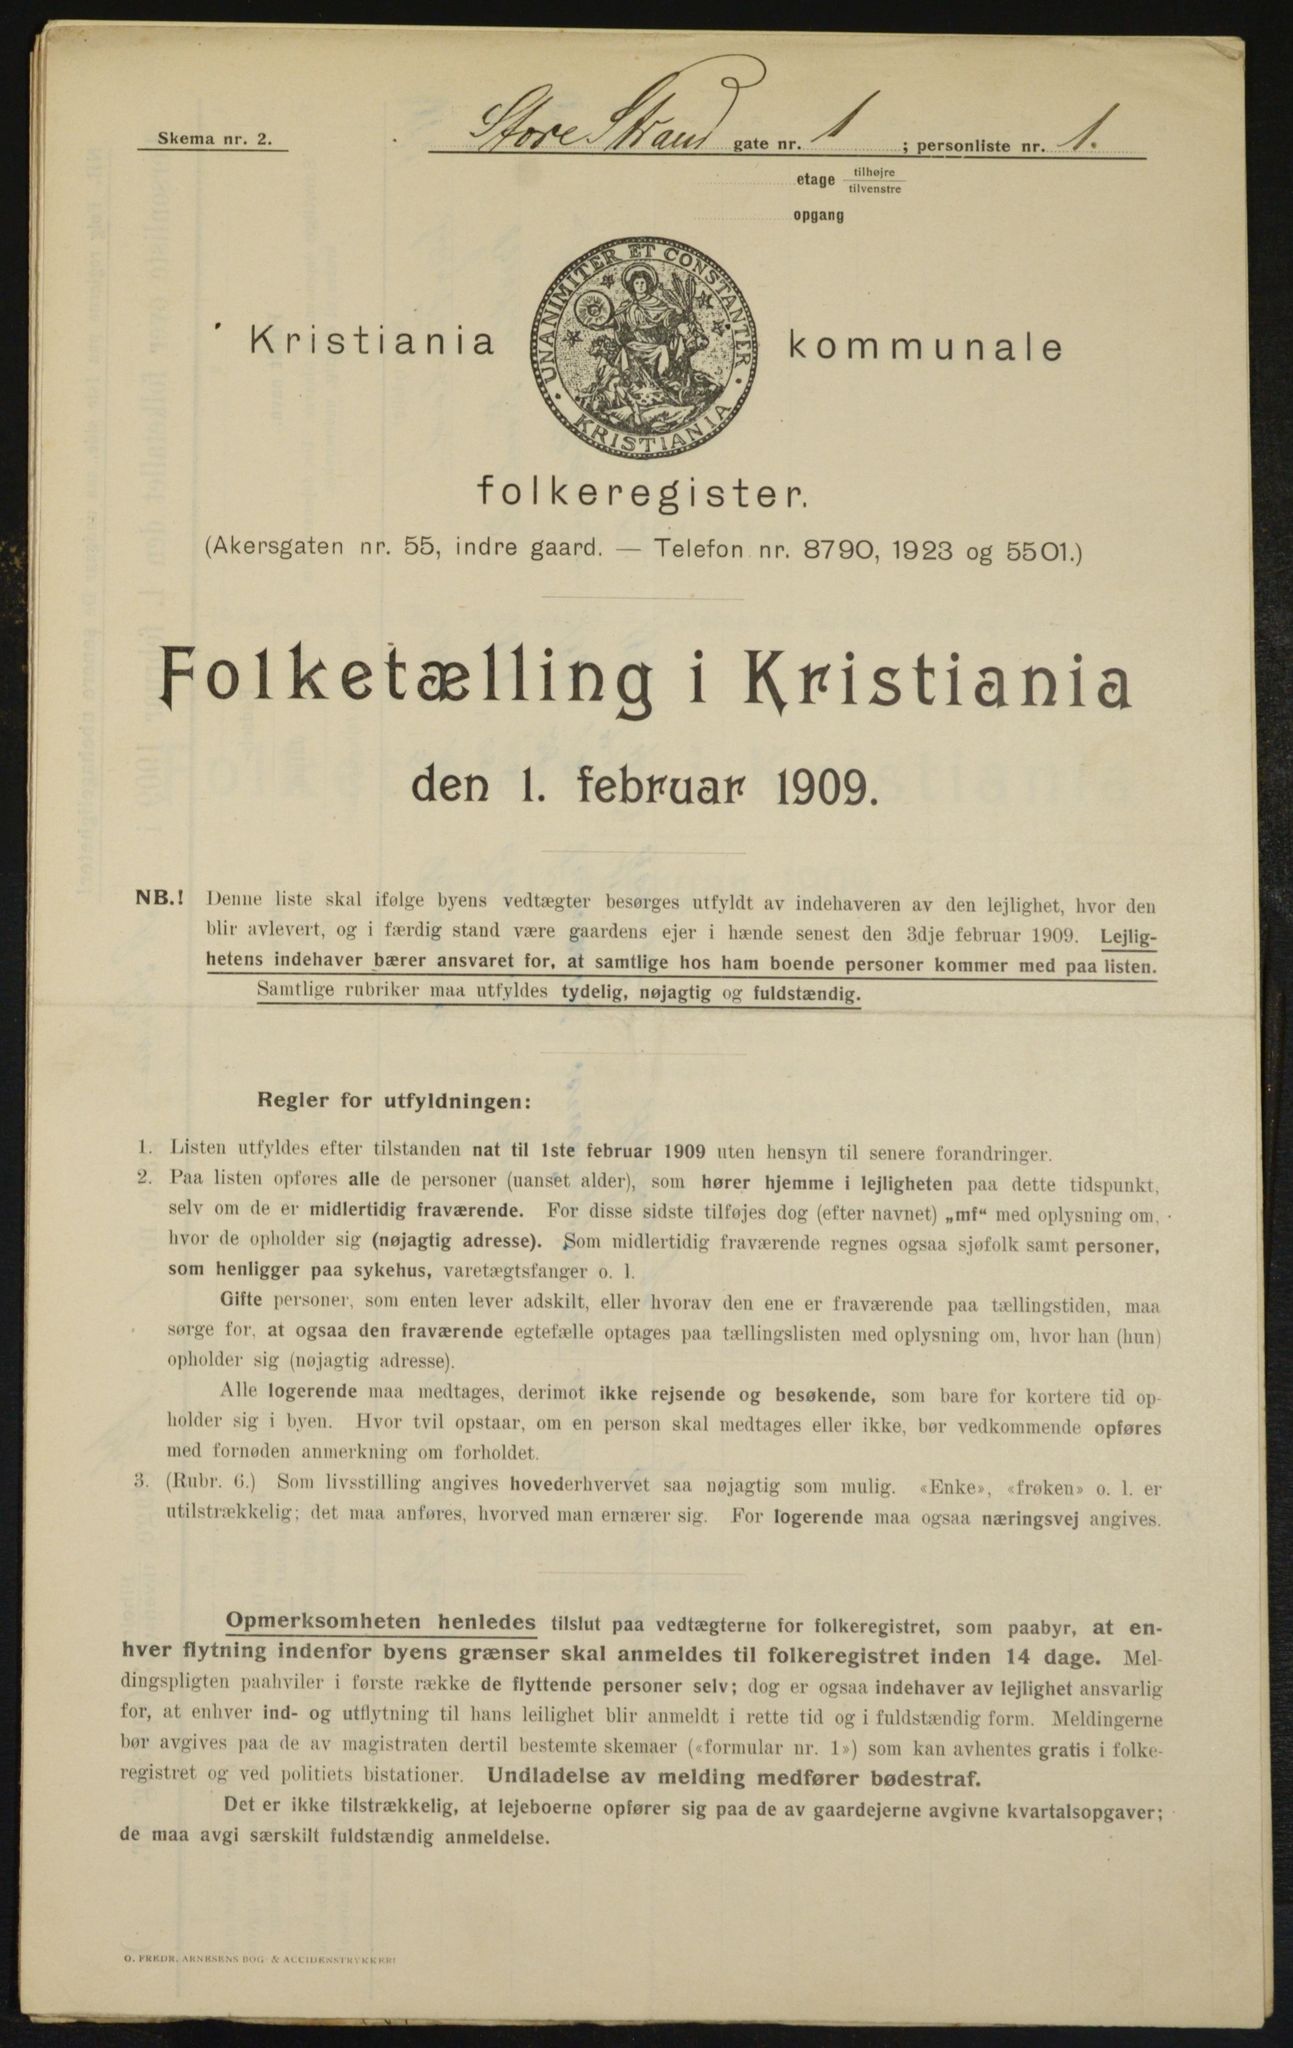 Skema nr. 2.
Store Strand gate nr. 1 ; personliste nr. 1.
etage tilhøjre
tilvenstre
opgang
UNANIMITER ET CONSTANTER · KRISTIANIA ·
Kristiania kommunale
folkeregister.
(Akersgaten nr. 55, indre gaard. — Telefon nr. 8790, 1923 og 5501.)
Folketælling i Kristiania
den 1. februar 1909.
NB.! Denne liste skal ifølge byens vedtægter besørges utfyldt av indehaveren av den lejlighet, hvor den
blir avlevert, og i færdig stand være gaardens ejer i hænde senest den 3dje februar 1909. Lejlig-
hetens indehaver bærer ansvaret for, at samtlige hos ham boende personer kommer med paa listen.
Samtlige rubriker maa utfyldes tydelig, nøjagtig og fuldstændig.
Regler for utfyldningen:
1. Listen utfyldes efter tilstanden nat til 1ste februar 1909 uten hensyn til senere forandringer.
2. Paa listen opføres alle de personer (uanset alder), som hører hjemme i lejligheten paa dette tidspunkt,
selv om de er midlertidig fraværende. For disse sidste tilføjes dog (efter navnet) „mf“ med oplysning om,
hvor de opholder sig (nøjagtig adresse). Som midlertidig fraværende regnes ogsaa sjøfolk samt personer,
som henligger paa sykehus, varetægtsfanger o. l.
Gifte personer, som enten lever adskilt, eller hvorav den ene er fraværende paa tællingstiden, maa
sørge for, at ogsaa den fraværende egtefælle optages paa tællingslisten med oplysning om, hvor han (hun)
opholder sig (nøjagtig adresse).
Alle logerende maa medtages, derimot ikke rejsende og besøkende, som bare for kortere tid op-
holder sig i byen. Hvor tvil opstaar, om en person skal medtages eller ikke, bør vedkommende opføres
med fornøden anmerkning om forholdet.
3. (Rubr. 6.) Som livsstilling angives hovederhvervet saa nøjagtig som mulig. «Enke», «frøken» o. l. er
utilstrækkelig; det maa anføres, hvorved man ernærer sig. For logerende maa ogsaa næringsvej angives.
Opmerksomheten henledes tilslut paa vedtægterne for folkeregistret, som paabyr, at en-
hver flytning indenfor byens grænser skal anmeldes til folkeregistret inden 14 dage. Mel-
dingspligten paahviler i første række de flyttende personer selv; dog er ogsaa indehaver av lejlighet ansvarlig
for, at enhver ind- og utflytning til hans leilighet blir anmeldt i rette tid og i fuldstændig form. Meldingerne
bør avgives paa de av magistraten dertil bestemte skemaer («formular nr. 1») som kan avhentes gratis i folke-
registret og ved politiets bistationer. Undladelse av melding medfører bødestraf.
Det er ikke tilstrækkelig, at lejeboerne opfører sig paa de av gaardejerne avgivne kvartalsopgaver;
de maa avgi særskilt fuldstændig anmeldelse.
O. FREDR. ARNESENS BOG- & ACCIDENSTRYKKERI